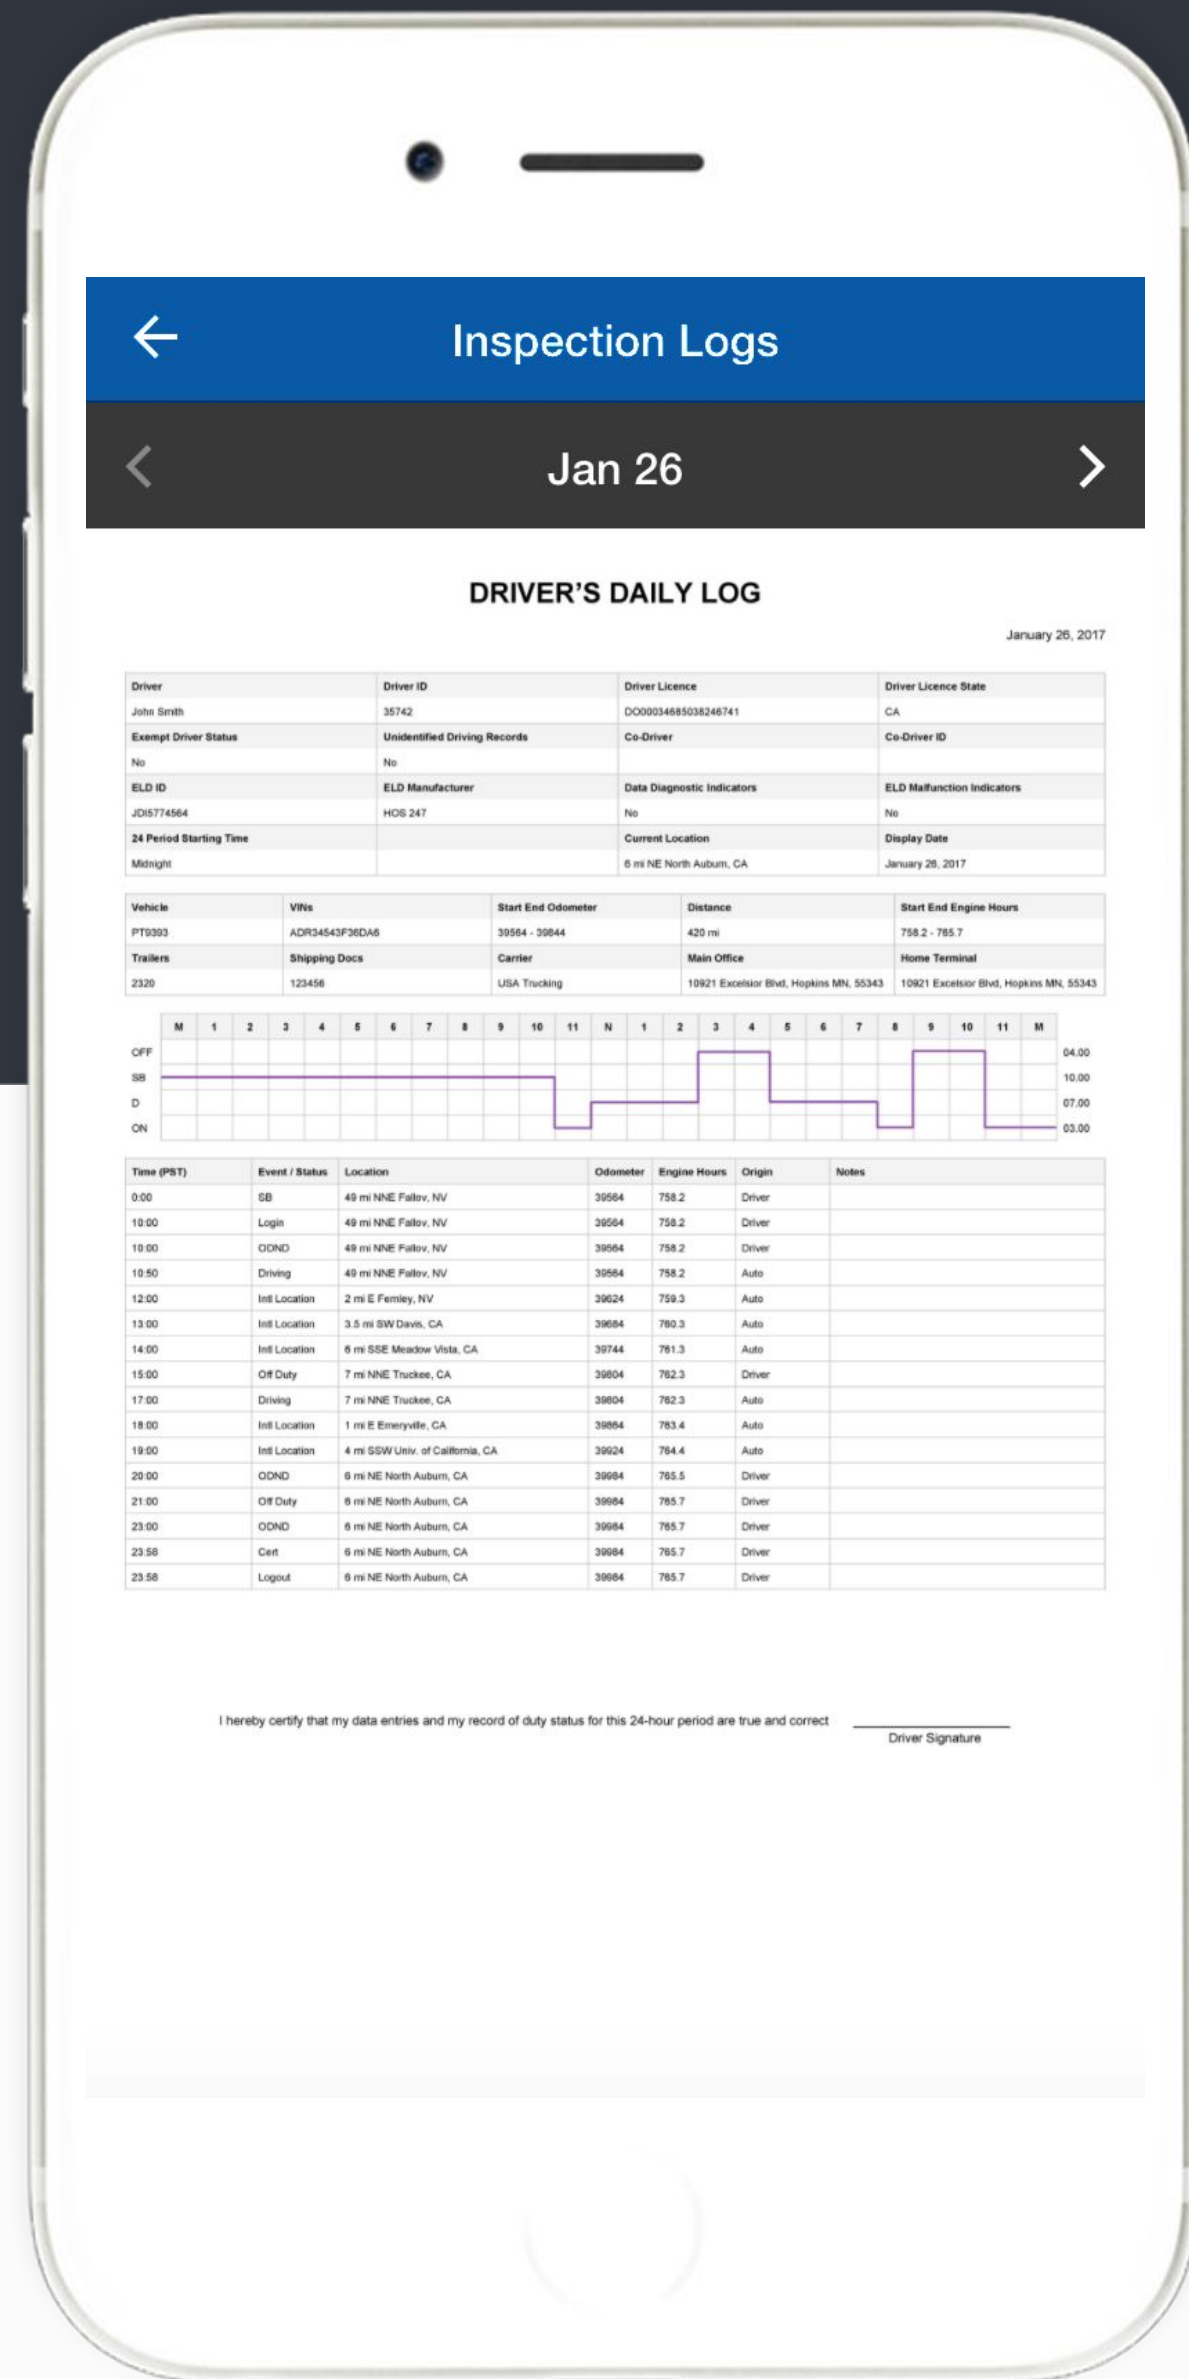 Inspection Logs
Jan 26
DRIVER'S DAILY LOG
January 26, 2017
Driver Driver ID Driver Licence Driver Licence State
John Smith 35742 DO00034685038246741 CA
Exempt Driver Status Unidentified Driving Records Co-Driver Co-Driver ID
No No
ELD ID ELD Manufacturer Data Diagnostic Indicators ELD Malfunction Indicators
JDI5774564 HOS 247 No No
24 Period Starting Time Current Location Display Date
Midnight 6 mi NE North Auburn, CA January 26, 2017
Vehicle VINs Start End Odometer Distance Start End Engine Hours
PT9393 ADR34543F36DA6 39564 - 39844 420 mi 758.2 - 765.7
Trailers Shipping Docs Carrier Main Office Home Terminal
2320 123456 USA Trucking 10921 Excelsior Blvd, Hopkins MN, 55343 10921 Excelsior Blvd, Hopkins MN, 55343
M 1 2 3 4 5 6 7 8 9 10 11 N 1 2 3 4 5 6 7 8 9 10 11 M
OFF 04.00
SB 10.00
D 07.00
ON 03.00
Time (PST) Event / Status Location Odometer Engine Hours Origin Notes
0:00 SB 49 mi NNE Fallov, NV 39564 758.2 Driver
10:00 Login 49 mi NNE Fallov, NV 39564 758.2 Driver
10:00 ODND 49 mi NNE Fallov, NV 39564 758.2 Driver
10:50 Driving 49 mi NNE Fallov, NV 39564 758.2 Auto
12:00 Intl Location 2 mi E Fernley, NV 39624 759.3 Auto
13:00 Intl Location 3.5 mi SW Davis, CA 39684 760.3 Auto
14:00 Intl Location 6 mi SSE Meadow Vista, CA 39744 761.3 Auto
15:00 Off Duty 7 mi NNE Truckee, CA 39804 762.3 Driver
17:00 Driving 7 mi NNE Truckee, CA 39804 762.3 Auto
18:00 Intl Location 1 mi E Emeryville, CA 39864 763.4 Auto
19:00 Intl Location 4 mi SSW Univ. of California, CA 39924 764.4 Auto
20:00 ODND 6 mi NE North Auburn, CA 39984 765.5 Driver
21:00 Off Duty 6 mi NE North Auburn, CA 39984 765.7 Driver
23:00 ODND 6 mi NE North Auburn, CA 39984 765.7 Driver
23:58 Cert 6 mi NE North Auburn, CA 39984 765.7 Driver
23:58 Logout 6 mi NE North Auburn, CA 39984 765.7 Driver
I hereby certify that my data entries and my record of duty status for this 24-hour period are true and correct
Driver Signature